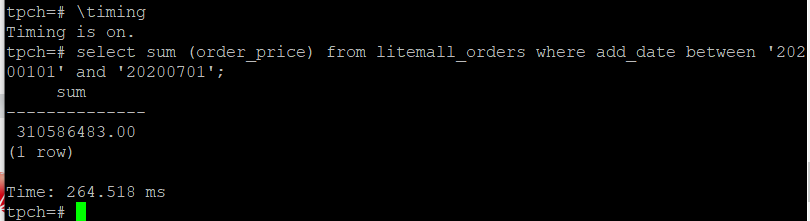 tpch=# \timing
Timing is on.
tpch=# select sum (order_price) from litemall_orders where add_date between '202
00101' and '20200701';
     sum
--------------
 310586483.00
(1 row)

Time: 264.518 ms
tpch=#